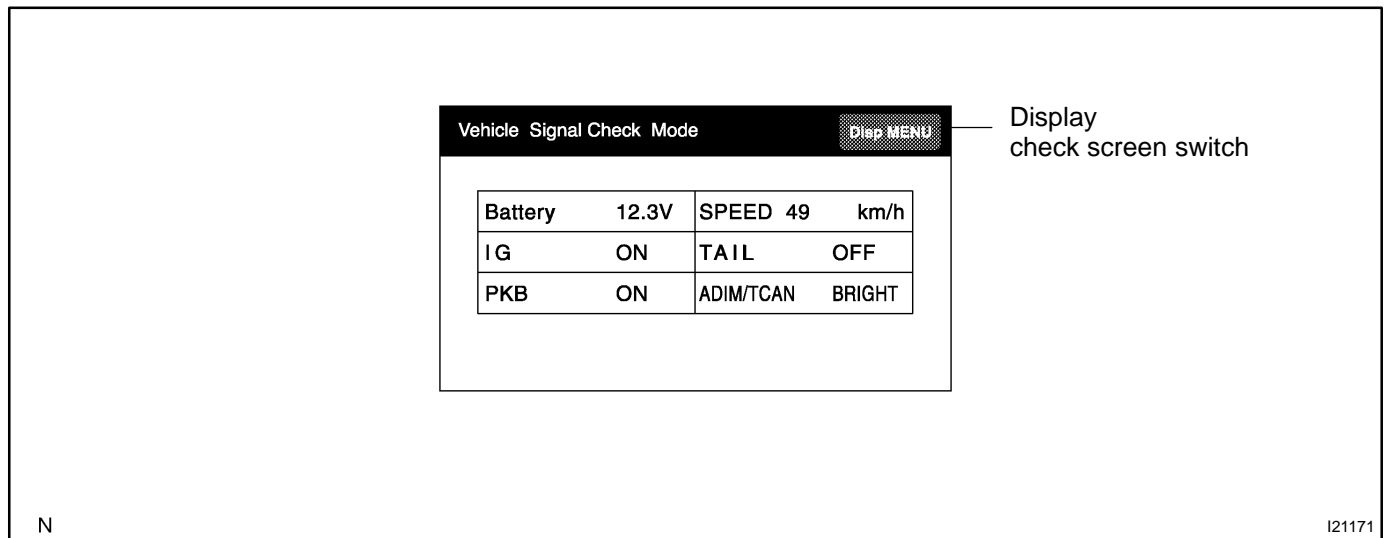 Vehicle Signal Check Mode Disp MENU
Display
check screen switch
Battery 12.3V SPEED 49 km/h
IG ON TAIL OFF
PKB ON ADIM/TCAN BRIGHT
N I21171